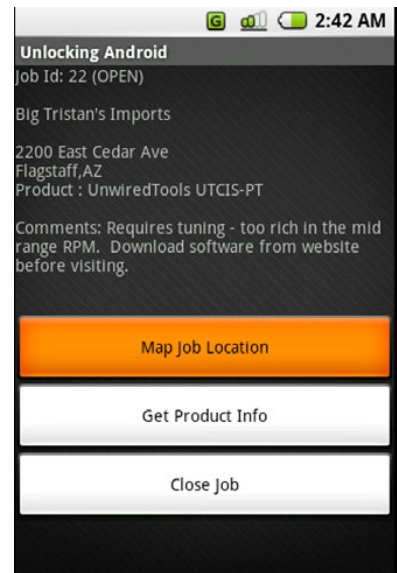 G 2:42 AM
Unlocking Android
Job Id: 22 (OPEN)
Big Tristan's Imports
2200 East Cedar Ave
Flagstaff,AZ
Product : UnwiredTools UTCIS-PT
Comments: Requires tuning - too rich in the mid
range RPM.  Download software from website
before visiting.
Map Job Location
Get Product Info
Close Job